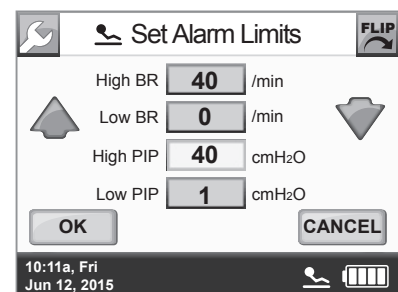 Set Alarm Limits FLIP
High BR 40 /min
Low BR 0 /min
High PIP 40 cmH2O
Low PIP 1 cmH2O
OK CANCEL
10:11a, Fri
Jun 12, 2015